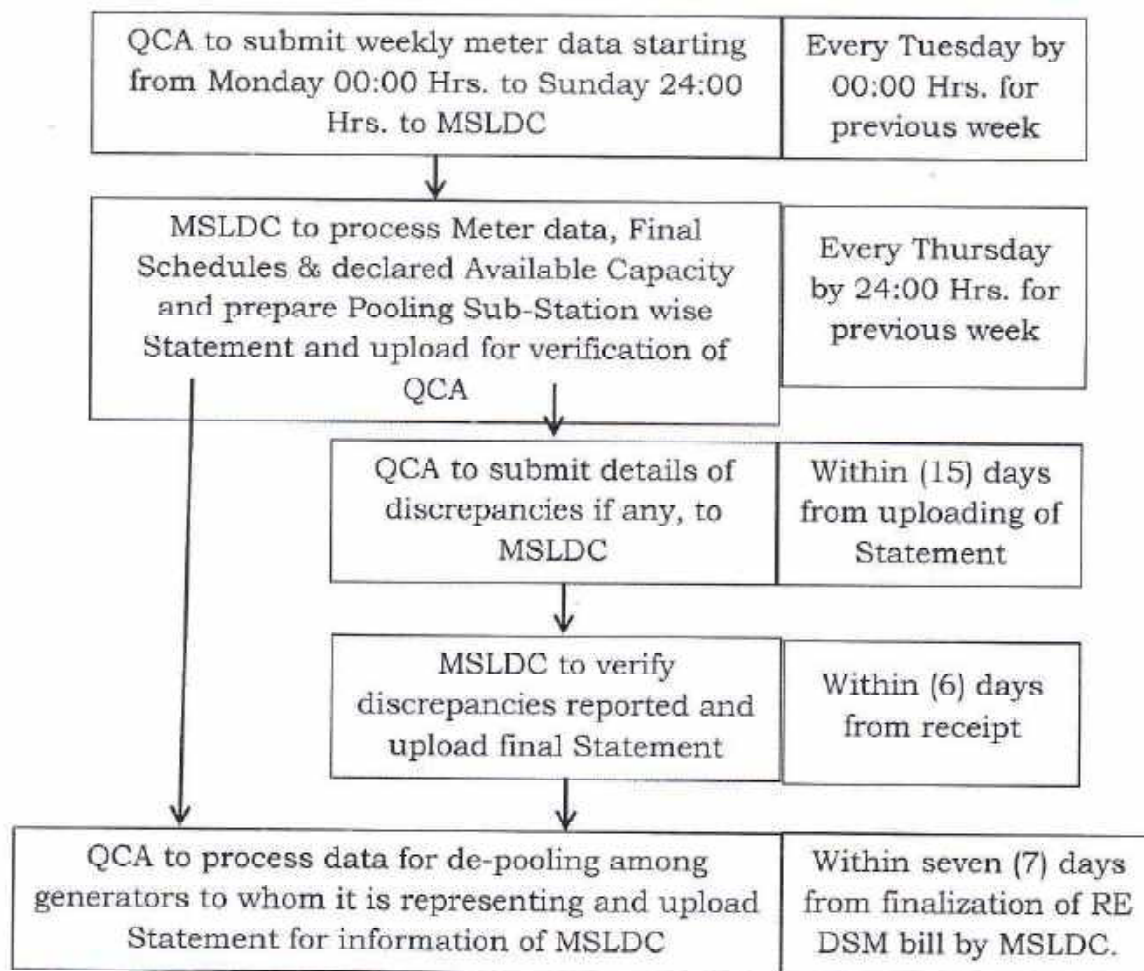 QCA to submit weekly meter data starting
from Monday 00:00 Hrs. to Sunday 24:00
Hrs. to MSLDC
Every Tuesday by
00:00 Hrs. for
previous week
MSLDC to process Meter data, Final
Schedules & declared Available Capacity
and prepare Pooling Sub-Station wise
Statement and upload for verification of
QCA
Every Thursday
by 24:00 Hrs. for
previous week
QCA to submit details of
discrepancies if any, to
MSLDC
Within (15) days
from uploading of
Statement
MSLDC to verify
discrepancies reported and
upload final Statement
Within (6) days
from receipt
QCA to process data for de-pooling among
generators to whom it is representing and upload
Statement for information of MSLDC
Within seven (7) days
from finalization of RE
DSM bill by MSLDC.